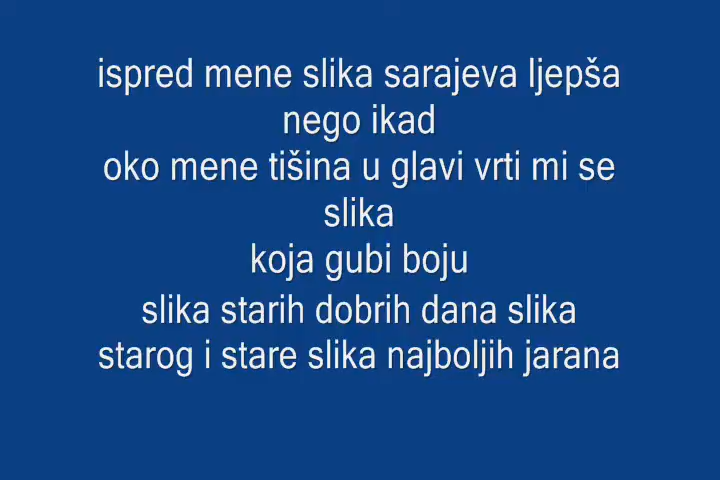 ispred mene slika sarajeva ljepša
nego ikad
oko mene tišina u glavi vrti mi se
slika
koja gubi boju
slika starih dobrih dana slika
starog i stare slika najboljih jarana